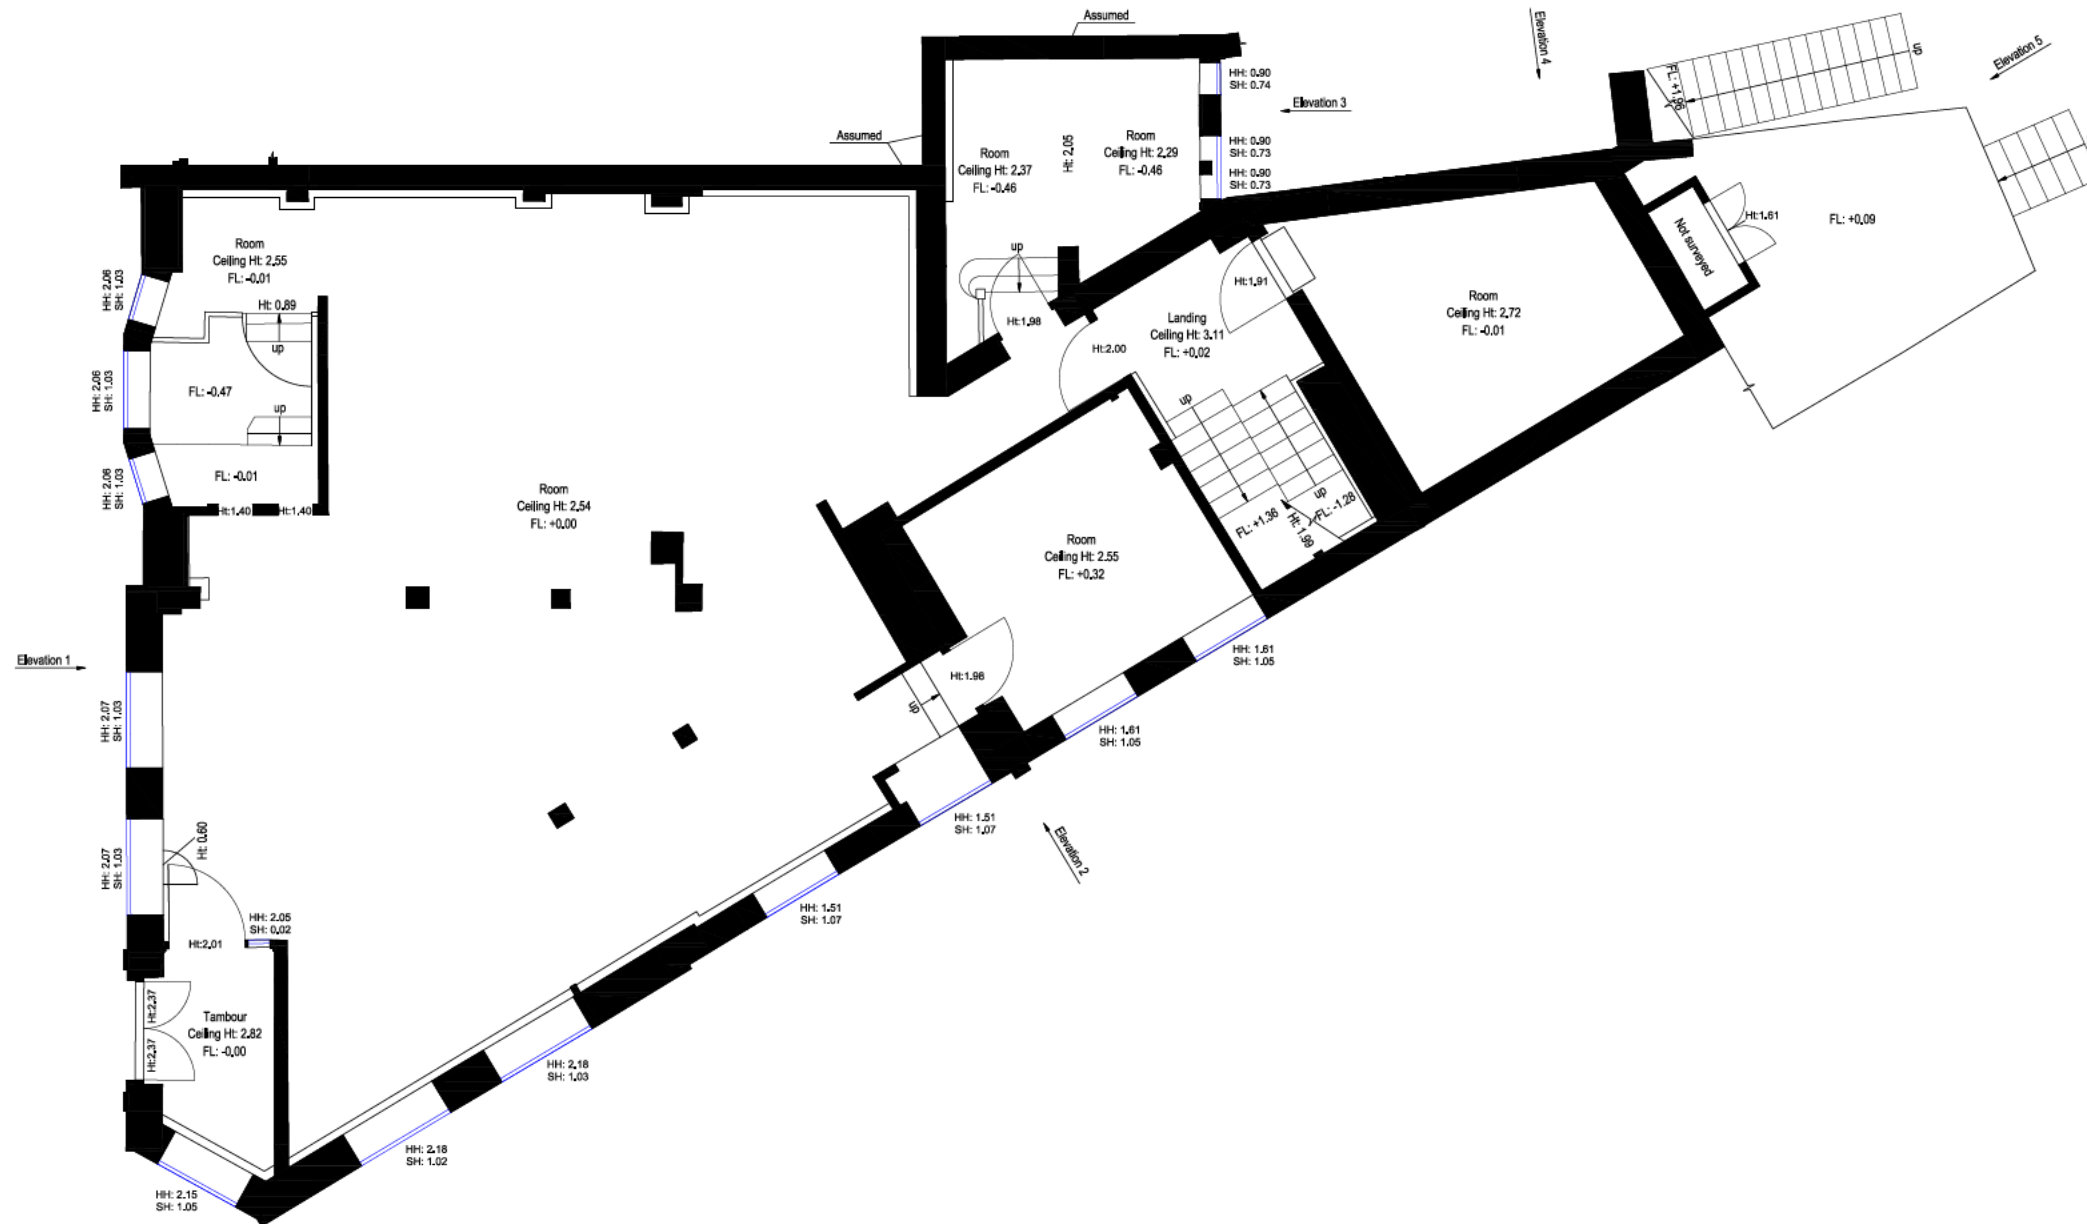 Assumed
Elevation 4
up
Elevation 5
FL: +1.96
HH: 0.90
SH: 0.74
Elevation 3
Assumed
HH: 0.90
SH: 0.73
HH: 0.90
SH: 0.73
Room
Ceiling Ht: 2.37
FL: -0.46
Ht: 2.05
Room
Ceiling Ht: 2.29
FL: -0.46
Ht:1.61
FL: +0.09
Not surveyed
Room
Ceiling Ht: 2.55
FL: -0.01
up
Ht:1.91
HH: 2.06
SH: 1.03
Ht: 0.89
up
Ht:1.98
Landing
Ceiling Ht: 3.11
FL: +0.02
Room
Ceiling Ht: 2.72
FL: -0.01
Ht:2.00
HH: 2.06
SH: 1.03
FL: -0.47
up
up
HH: 2.06
SH: 1.03
FL: -0.01
Ht:1.40
Ht:1.40
Room
Ceiling Ht: 2.54
FL: +0.00
up
FL: -1.28
FL: +1.36
Ht: 1.99
Room
Ceiling Ht: 2.55
FL: +0.32
Elevation 1
HH: 1.61
SH: 1.05
Ht:1.98
up
HH: 2.07
SH: 1.03
HH: 1.61
SH: 1.05
HH: 1.51
SH: 1.07
Elevation 2
HH: 2.07
SH: 1.03
Ht: 0.60
HH: 1.51
SH: 1.07
HH: 2.05
SH: 0.02
Ht:2.01
Ht:2.37
Tambour
Ceiling Ht: 2.82
FL: -0.00
Ht:2.37
HH: 2.18
SH: 1.03
HH: 2.18
SH: 1.02
HH: 2.15
SH: 1.05